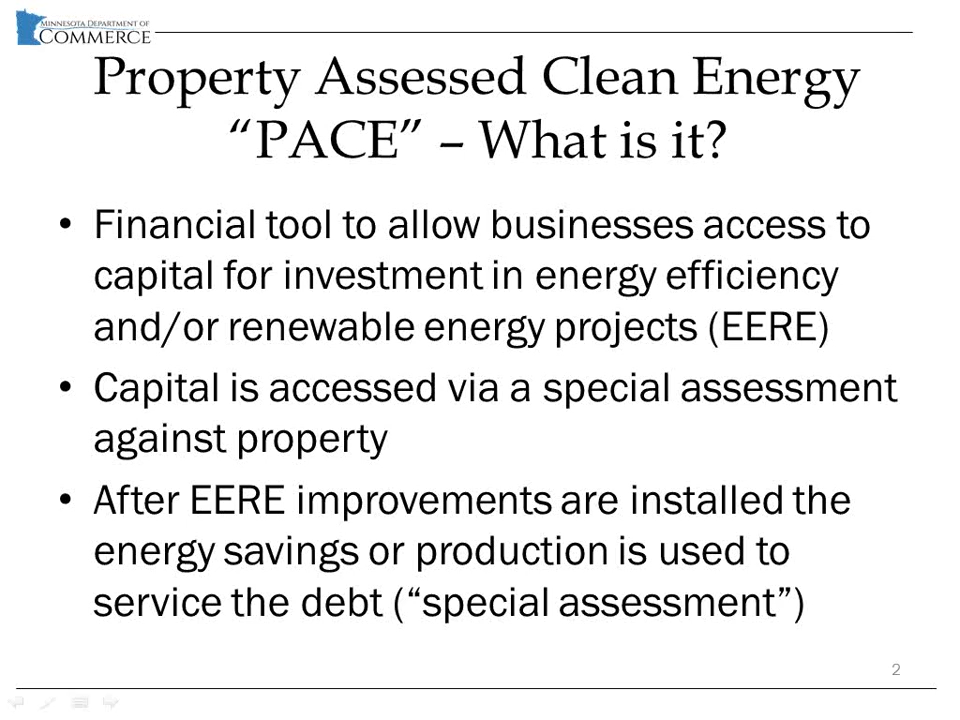 MINNESOTA DEPARTMENT OF
COMMERCE
Property Assessed Clean Energy
“PACE” – What is it?
• Financial tool to allow businesses access to
capital for investment in energy efficiency
and/or renewable energy projects (EERE)
• Capital is accessed via a special assessment
against property
• After EERE improvements are installed the
energy savings or production is used to
service the debt (“special assessment”)
2